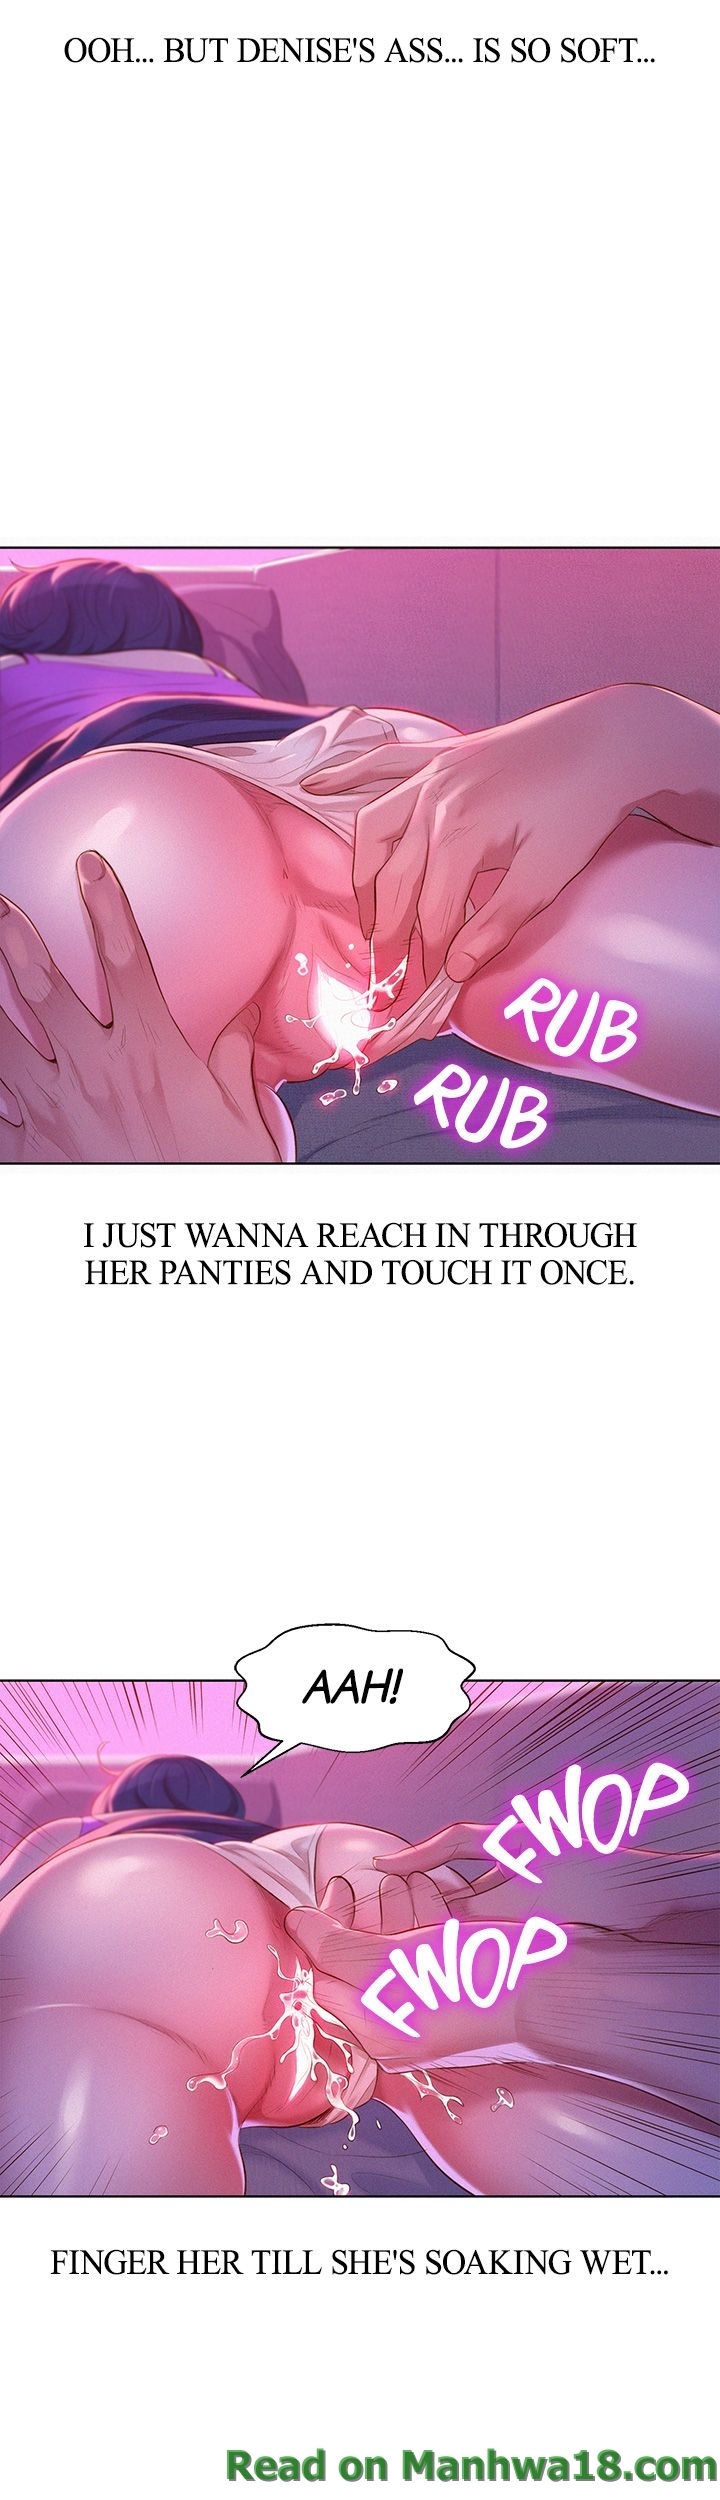 OOH... BUT DENISE'S ASS... IS SO SOFT...
RUB
RUB
I JUST WANNA REACH IN THROUGH
HER PANTIES AND TOUCH IT ONCE.
AAH!
FWOP
FWOP
FINGER HER TILL SHE'S SOAKING WET...
Read on Manhwa18.com